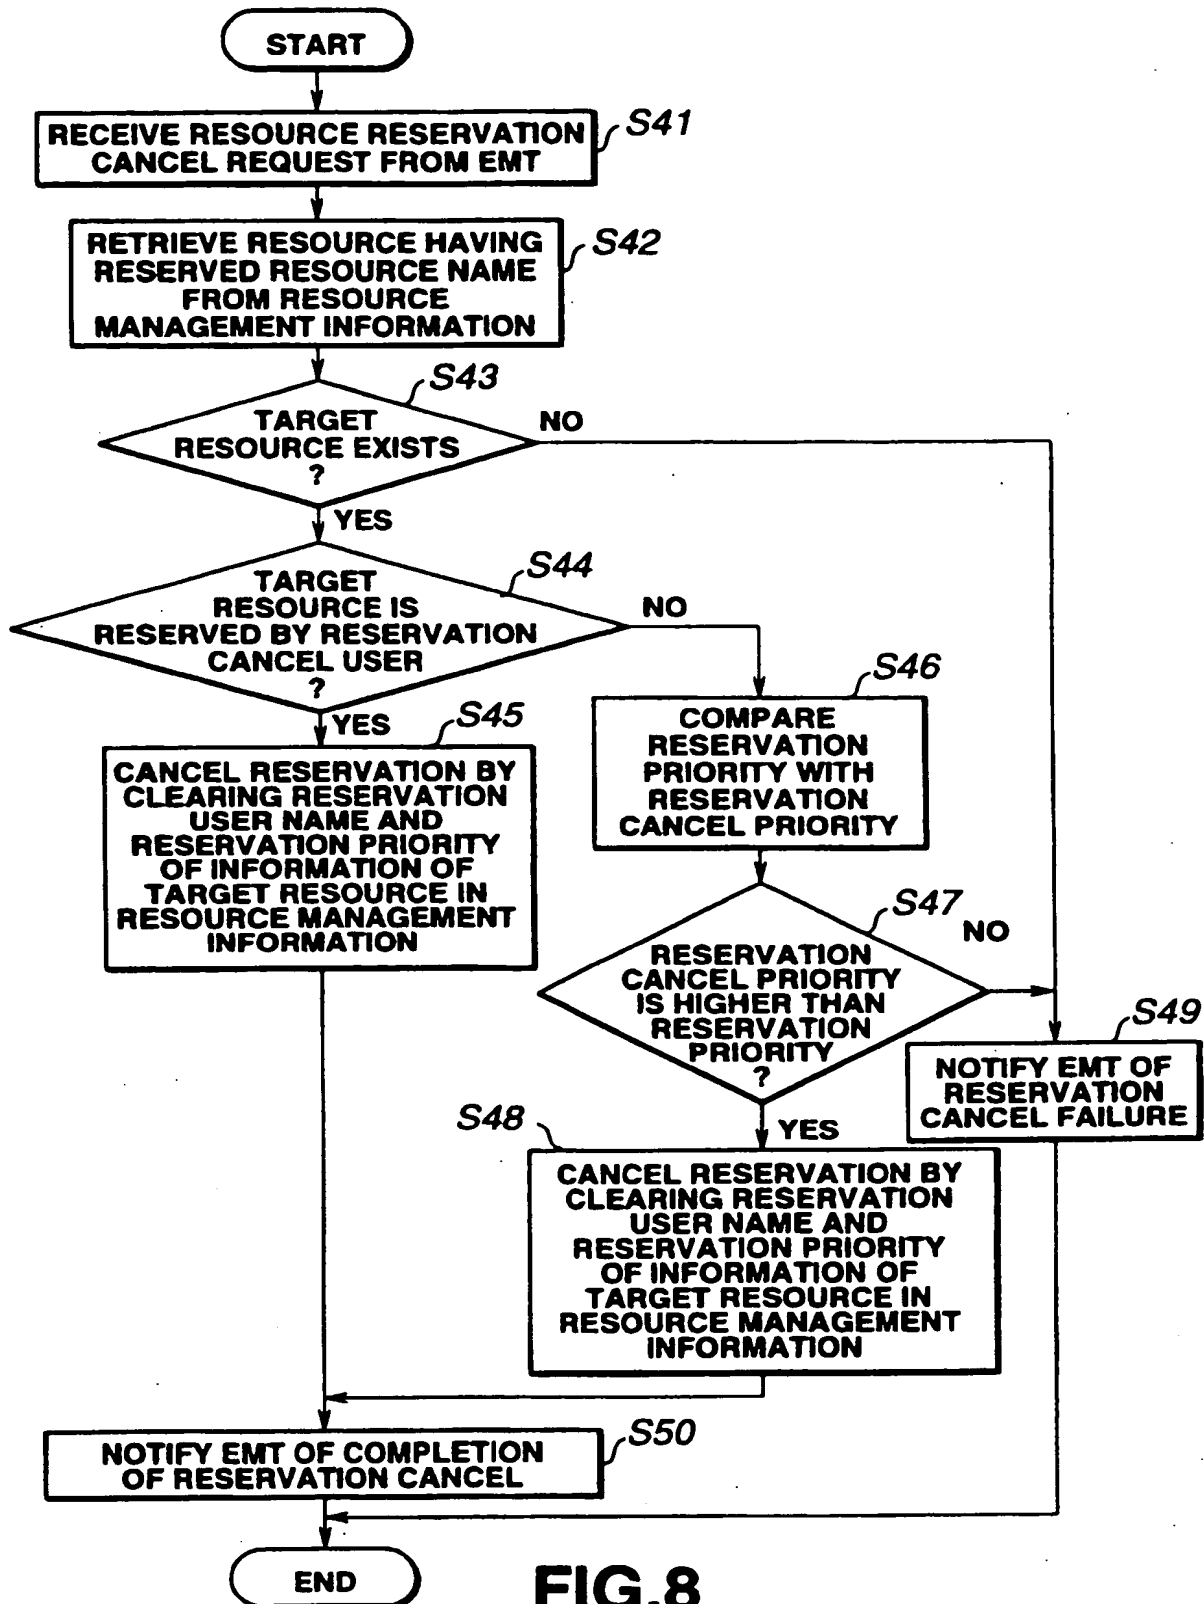 START
RECEIVE RESOURCE RESERVATION
CANCEL REQUEST FROM EMT
S41
RETRIEVE RESOURCE HAVING
RESERVED RESOURCE NAME
FROM RESOURCE
MANAGEMENT INFORMATION
S42
S43
TARGET
RESOURCE EXISTS
?
NO
YES
S44
TARGET
RESOURCE IS
RESERVED BY RESERVATION
CANCEL USER
?
NO
YES
S45
CANCEL RESERVATION BY
CLEARING RESERVATION
USER NAME AND
RESERVATION PRIORITY
OF INFORMATION OF
TARGET RESOURCE IN
RESOURCE MANAGEMENT
INFORMATION
S46
COMPARE
RESERVATION
PRIORITY WITH
RESERVATION
CANCEL PRIORITY
S47
NO
RESERVATION
CANCEL PRIORITY
IS HIGHER THAN
RESERVATION
PRIORITY
?
YES
S49
NOTIFY EMT OF
RESERVATION
CANCEL FAILURE
S48
CANCEL RESERVATION BY
CLEARING RESERVATION
USER NAME AND
RESERVATION PRIORITY
OF INFORMATION OF
TARGET RESOURCE IN
RESOURCE MANAGEMENT
INFORMATION
S50
NOTIFY EMT OF COMPLETION
OF RESERVATION CANCEL
END
FIG.8